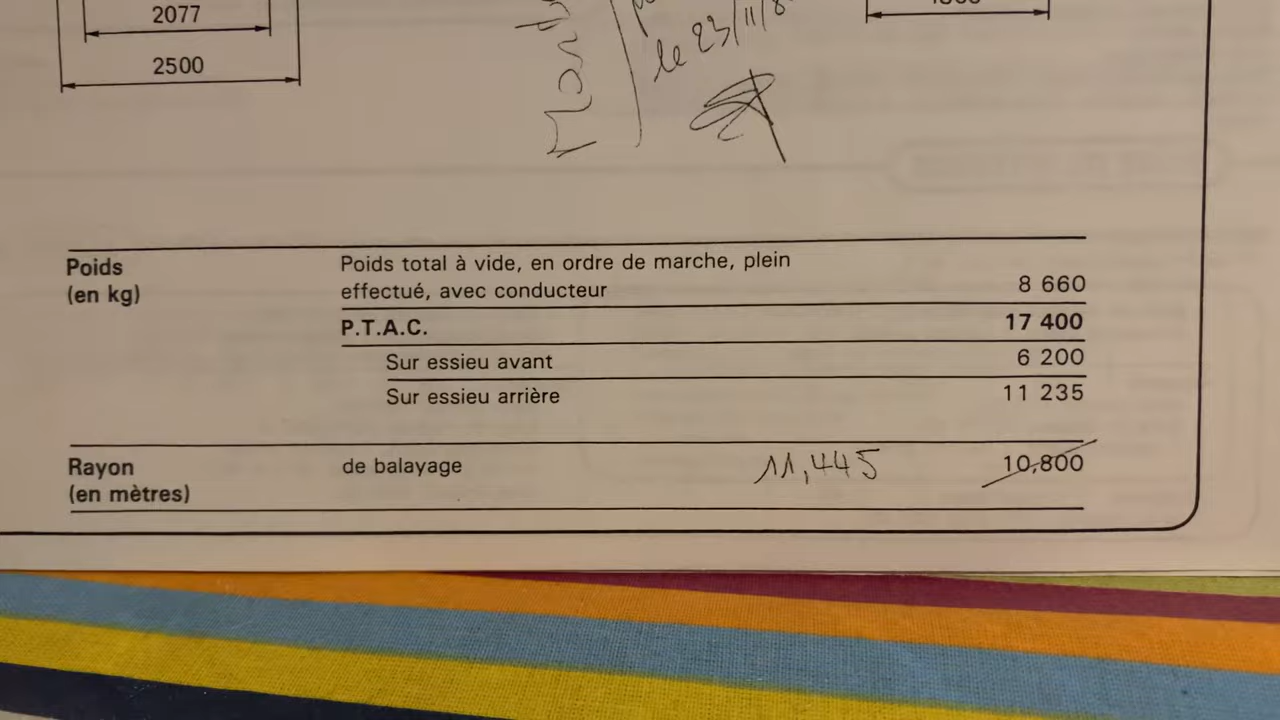 2077
2500
le 23/11/8
Poids
(en kg)
Poids total à vide, en ordre de marche, plein
effectué, avec conducteur 8 660
P.T.A.C. 17 400
Sur essieu avant 6 200
Sur essieu arrière 11 235
Rayon de balayage 11,445 10,800
(en mètres)